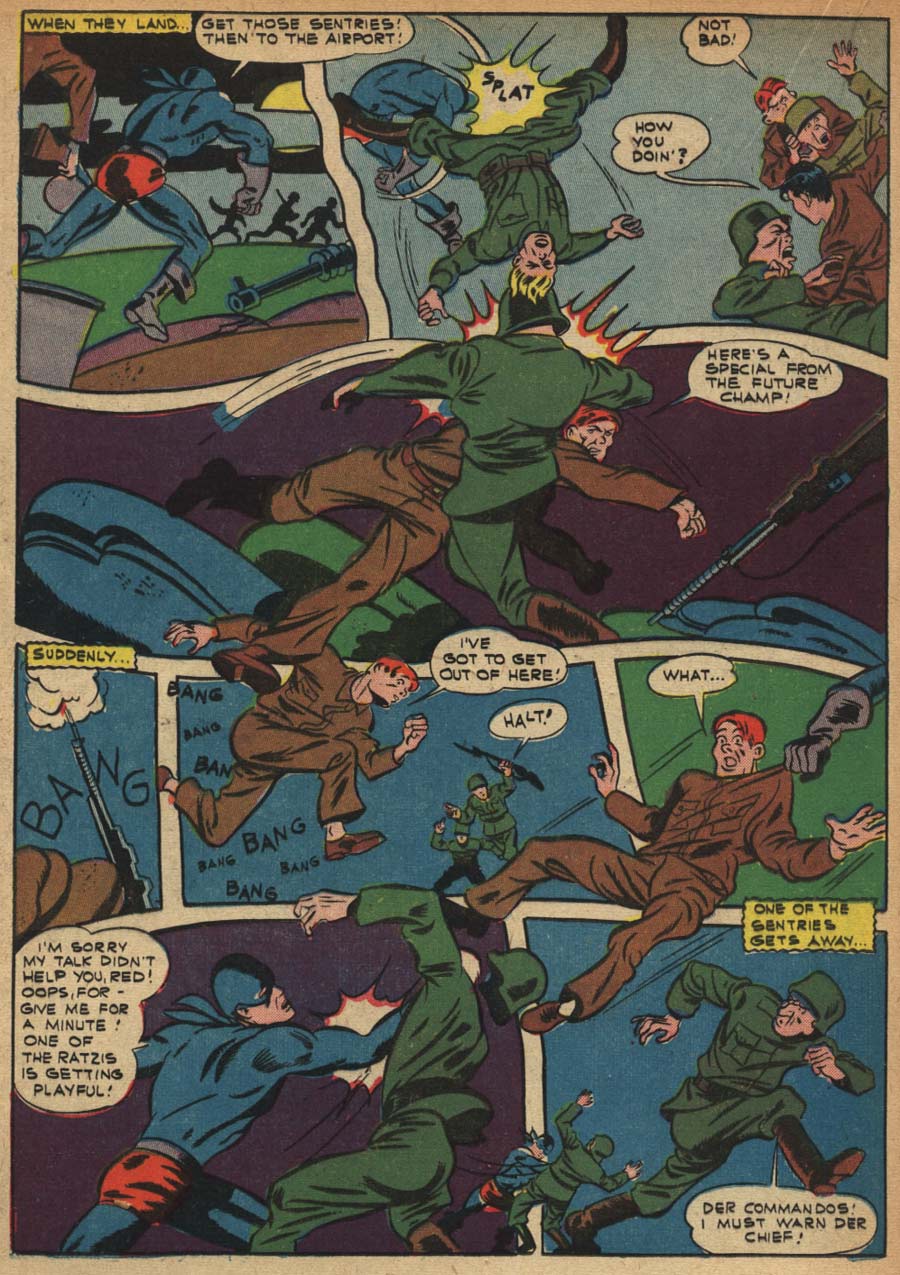 WHEN THEY LAND...
GET THOSE SENTRIES!
THEN TO THE AIRPORT!
SPLAT
NOT
BAD!
HOW
YOU
DOIN'?
HERE'S A
SPECIAL FROM
THE FUTURE
CHAMP!
SUDDENLY...
BANG
BANG
BANG
BAN
I'VE
GOT TO GET
OUT OF HERE!
HALT!
BANG
BANG
BANG
BANG
WHAT...
I'M SORRY
MY TALK DIDN'T
HELP YOU, RED!
OOPS, FOR-
GIVE ME FOR
A MINUTE!
ONE OF
THE RATZIS
IS GETTING
PLAYFUL!
ONE OF THE
SENTRIES
GETS AWAY...
DER COMMANDOS!
I MUST WARN DER
CHIEF!